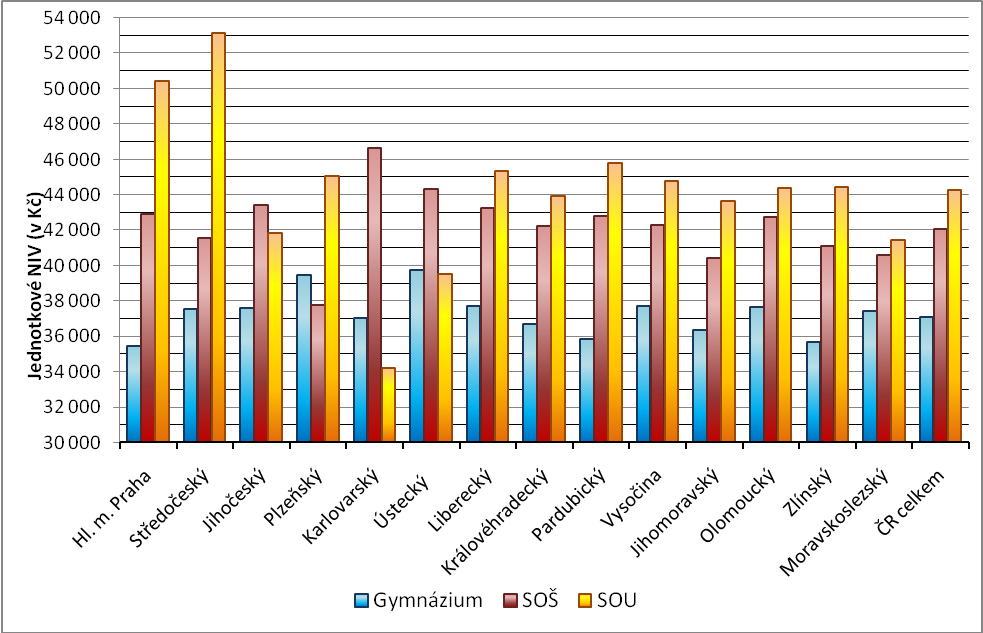 54 000
52 000
50 000
48 000
46 000
44 000
42 000
40 000
38 000
36 000
34 000
32 000
30 000
Jednotkové NIV (v Kč)
Hl. m. Praha
Středočeský
Jihočeský
Plzeňský
Karlovarský
Ústecký
Liberecký
Královéhradecký
Pardubický
Vysočina
Jihomoravský
Olomoucký
Zlínský
Moravskoslezský
ČR celkem
Gymnázium SOŠ SOU